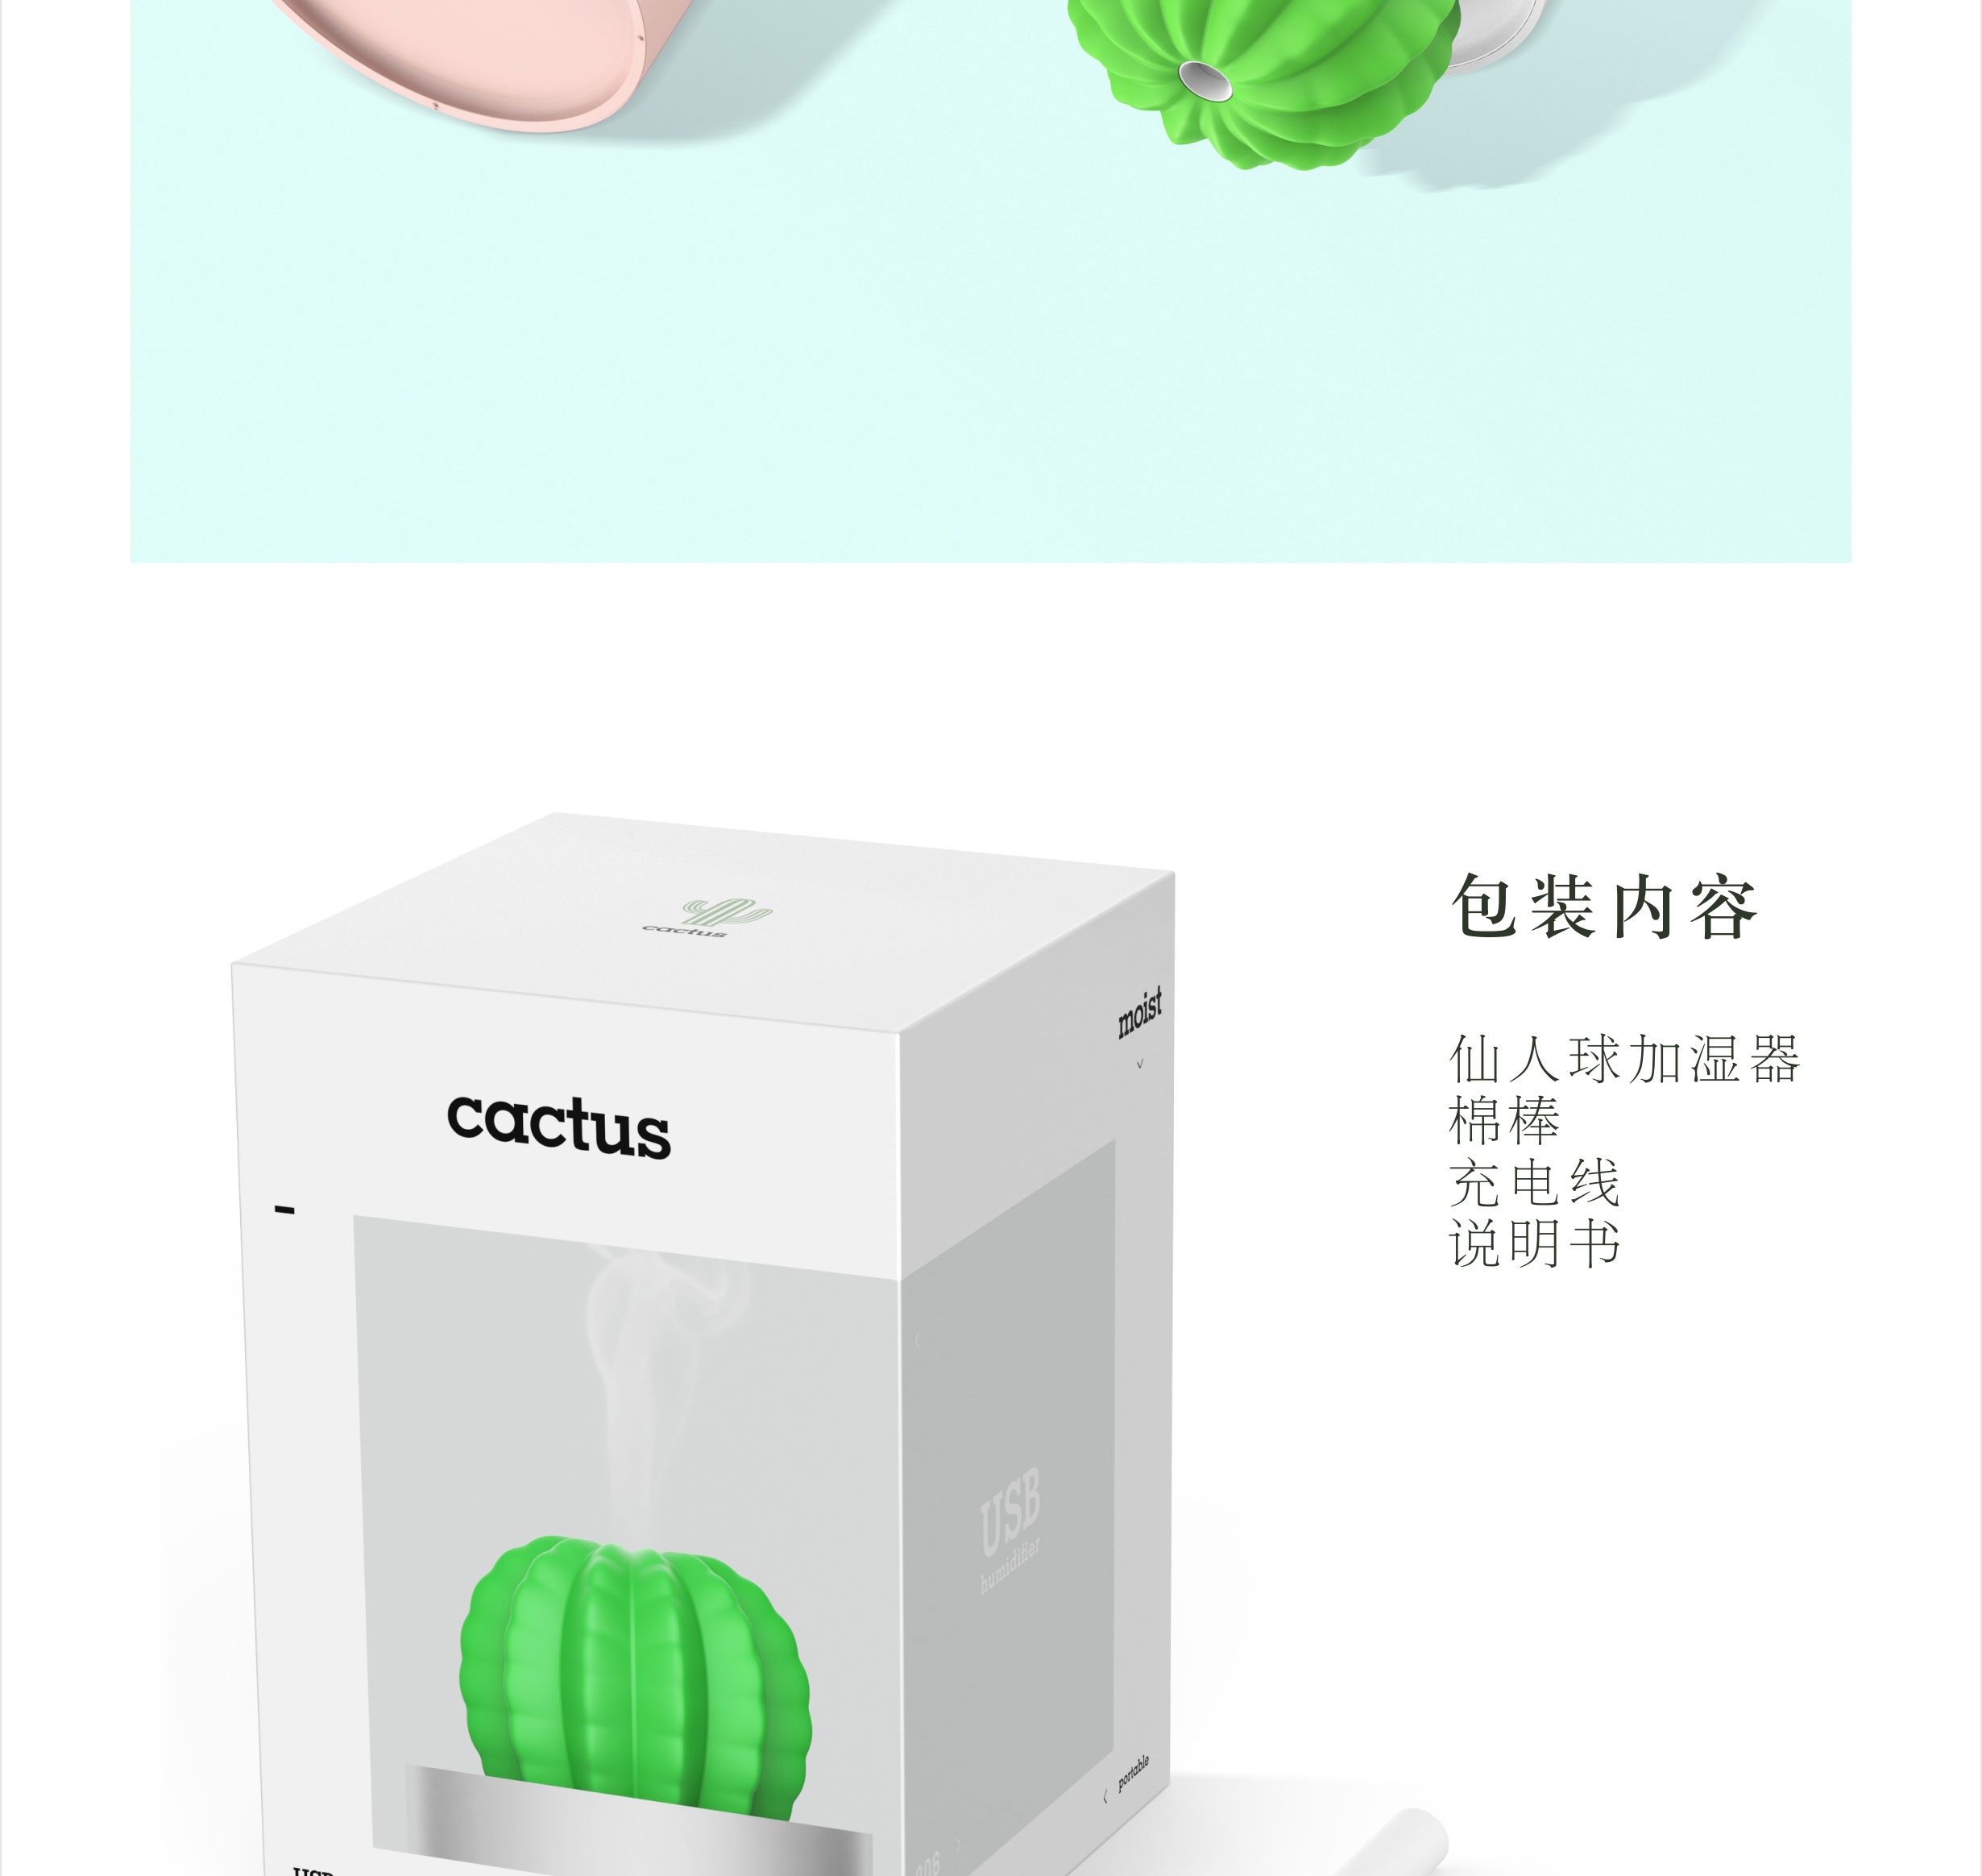 cactus
moist
cactus
USB
humidifier
portable
包装内容
仙人球加湿器
棉棒
充电线
说明书